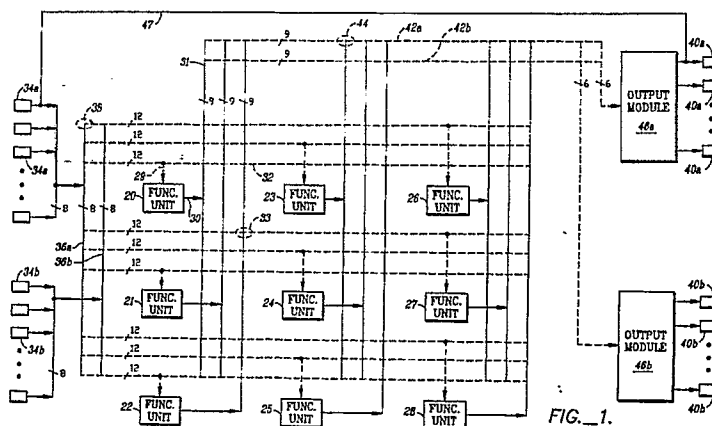 47
34a
34a
8
34b
34b
8
35
36a
8
8
8
36b
31
9
44
42a
42b
9
9
9
9
12
12
12
29
32
20
FUNC. UNIT
30
23
FUNC. UNIT
26
FUNC. UNIT
12
33
12
12
21
FUNC. UNIT
24
FUNC. UNIT
27
FUNC. UNIT
12
12
12
22
FUNC. UNIT
25
FUNC. UNIT
28
FUNC. UNIT
6
6
OUTPUT MODULE
46a
40a
40a
40a
OUTPUT MODULE
46b
40b
40b
40b
FIG._1.